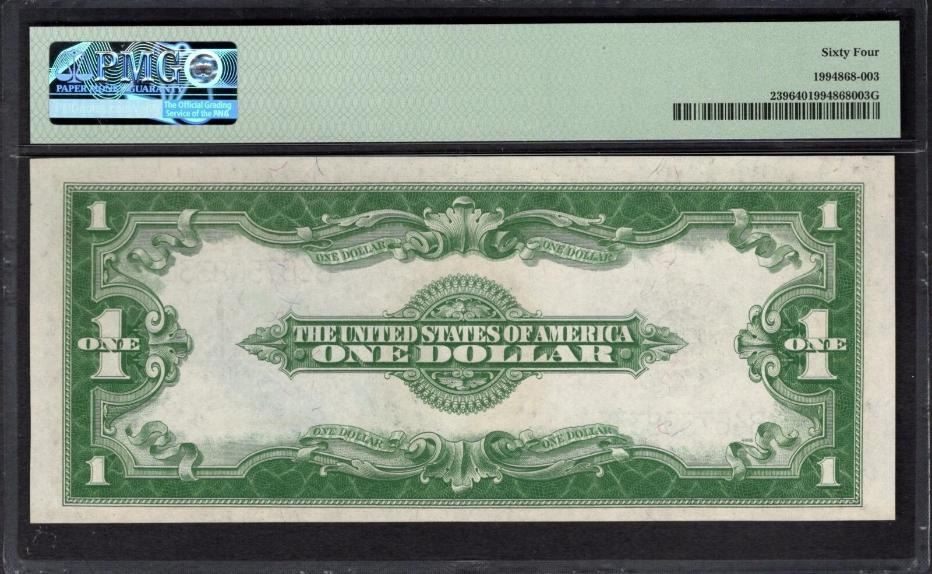 PMG
PAPER MONEY GUARANTY
The Official Grading
Service of the ANA
Sixty Four
1994868-003
2396401994868003G
1
1
ONE DOLLAR
ONE DOLLAR
1
ONE
THE UNITED STATES OF AMERICA
ONE DOLLAR
1
ONE
ONE DOLLAR
ONE DOLLAR
1
1